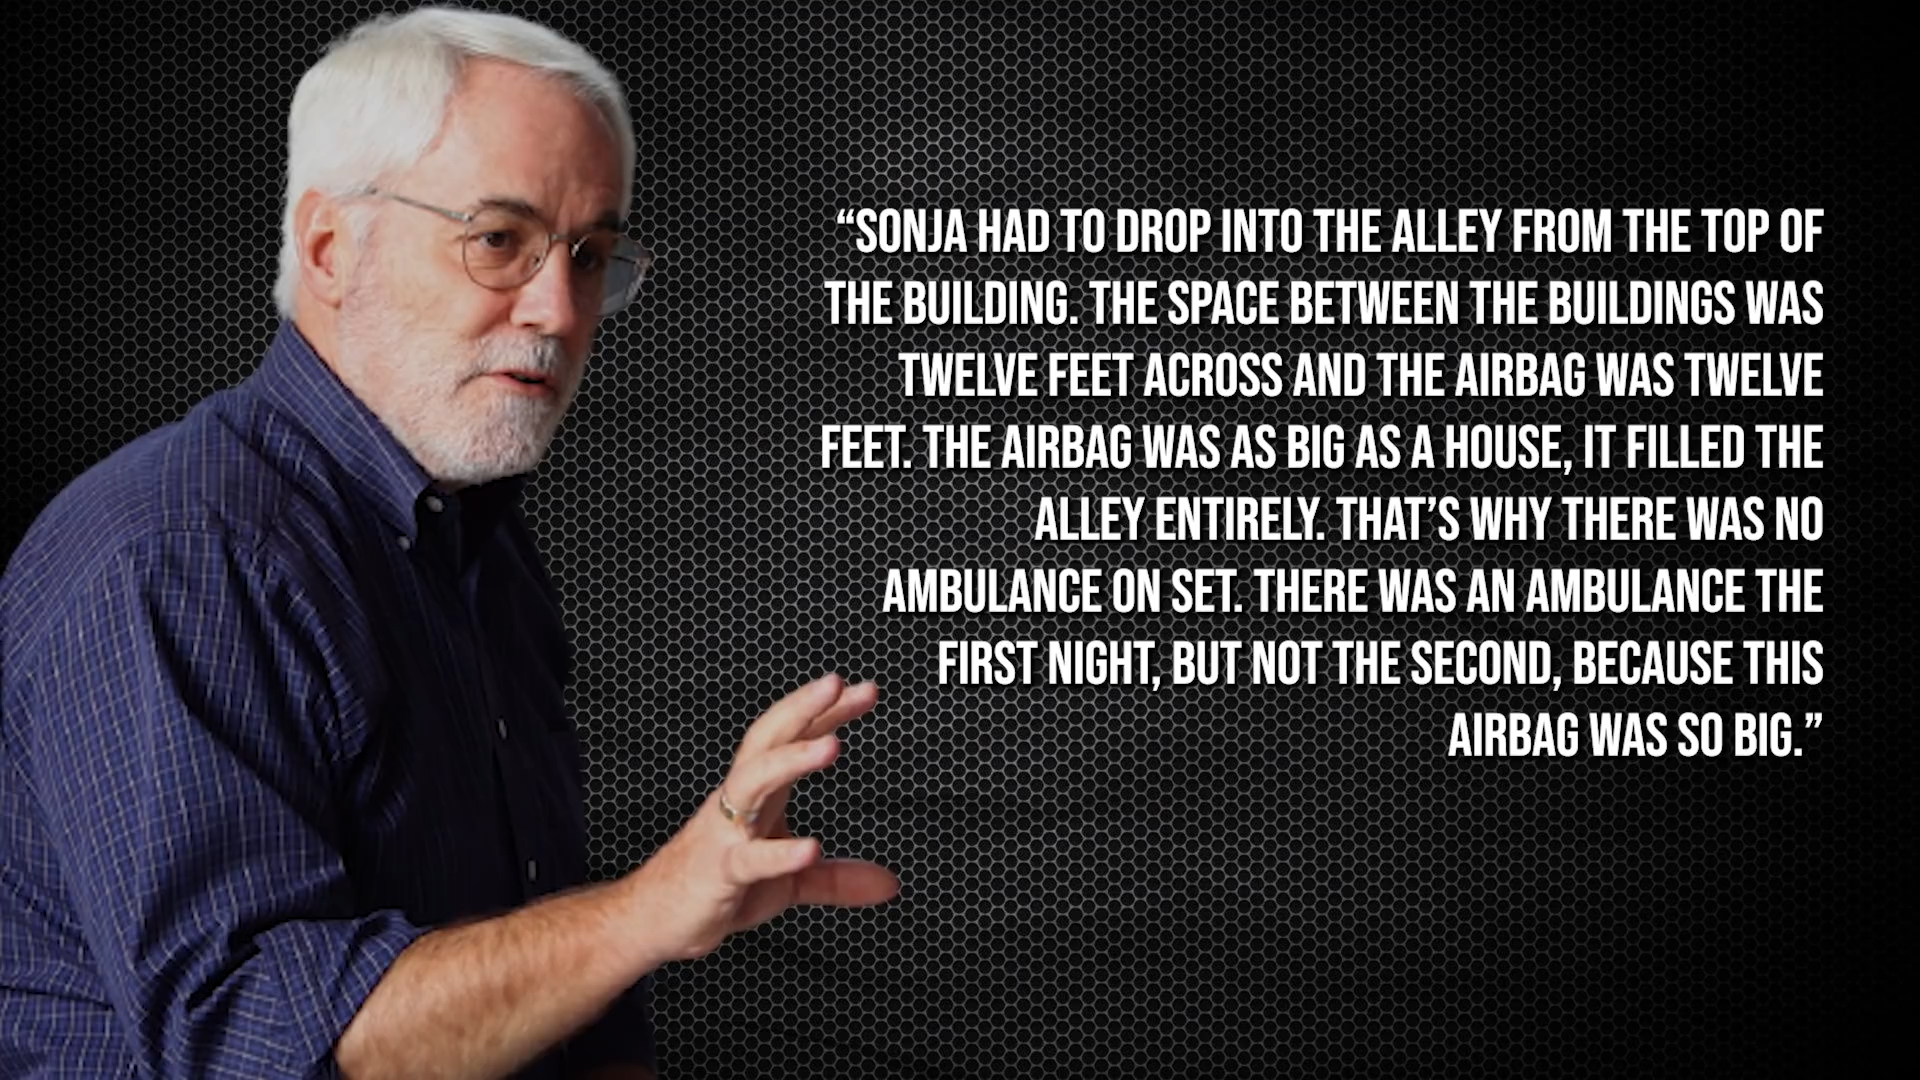 “SONJA HAD TO DROP INTO THE ALLEY FROM THE TOP OF
THE BUILDING. THE SPACE BETWEEN THE BUILDINGS WAS
TWELVE FEET ACROSS AND THE AIRBAG WAS TWELVE
FEET. THE AIRBAG WAS AS BIG AS A HOUSE, IT FILLED THE
ALLEY ENTIRELY. THAT’S WHY THERE WAS NO
AMBULANCE ON SET. THERE WAS AN AMBULANCE THE
FIRST NIGHT, BUT NOT THE SECOND, BECAUSE THIS
AIRBAG WAS SO BIG.”